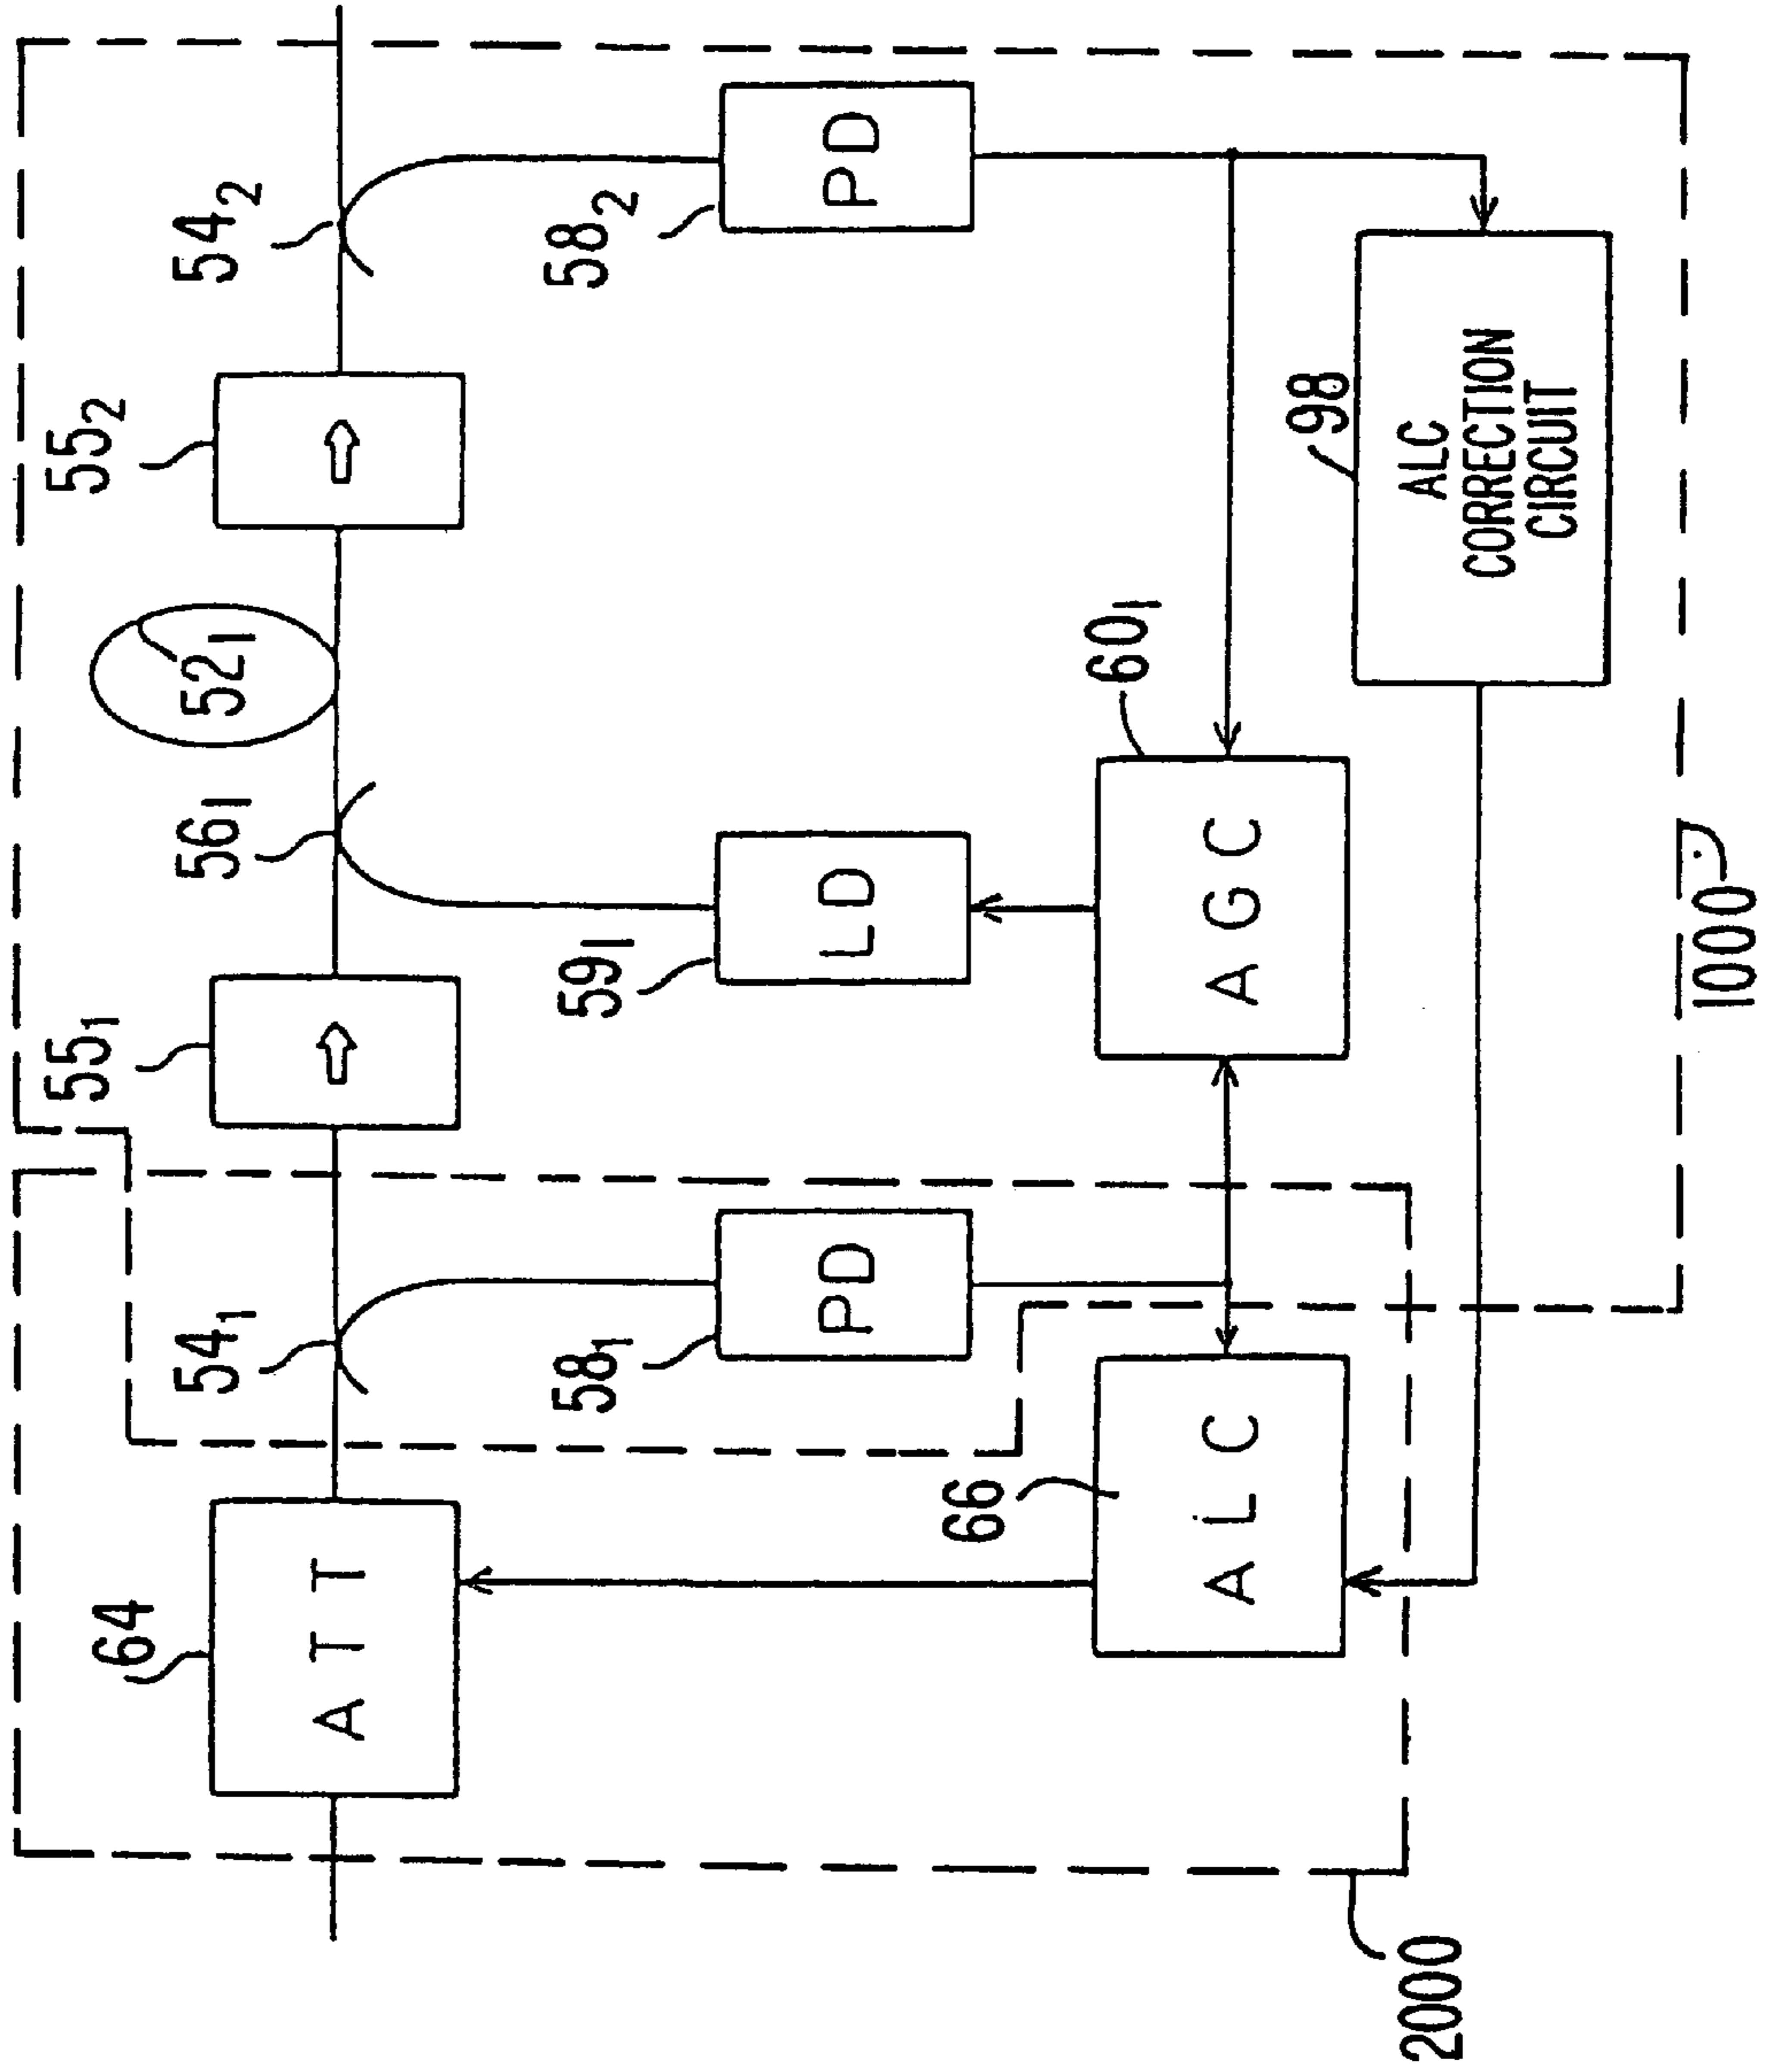 64
ATT
54₁
55₁
56₁
52₁
55₂
54₂
58₁
PD
59₁
LD
58₂
PD
66
ALC
60₁
AGC
98
ALC
CORRECTION
CIRCUIT
2000
1000